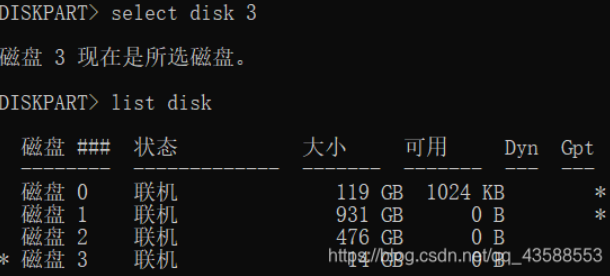 DISKPART> select disk 3
磁盘 3 现在是所选磁盘。
DISKPART> list disk
磁盘 ### 状态 大小 可用 Dyn Gpt
-------- ------------- ------- ------- --- ---
磁盘 0 联机 119 GB 1024 KB *
磁盘 1 联机 931 GB 0 B *
磁盘 2 联机 476 GB 0 B
* 磁盘 3 联机 14 GB 0 B
https://blog.csdn.net/qq_43588553